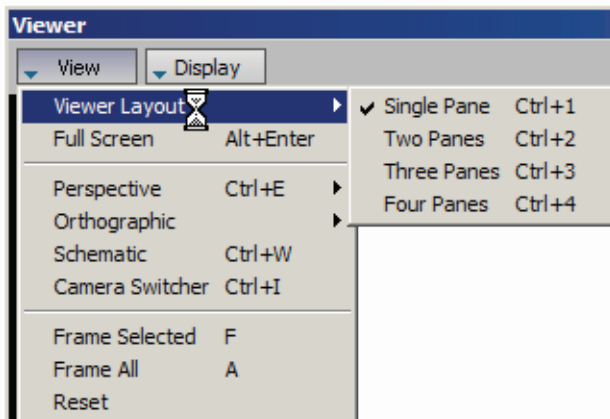 Viewer
View Display
Viewer Layout
Full Screen Alt+Enter
Perspective Ctrl+E
Orthographic
Schematic Ctrl+W
Camera Switcher Ctrl+I
Frame Selected F
Frame All A
Reset
Single Pane Ctrl+1
Two Panes Ctrl+2
Three Panes Ctrl+3
Four Panes Ctrl+4